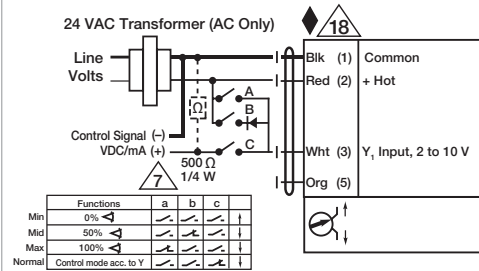 24 VAC Transformer (AC Only)
18
Line
Volts
Blk (1) Common
Red (2) + Hot
A
Ω
B
Control Signal (–)
VDC/mA (+)
C
Wht (3) Y₁ Input, 2 to 10 V
500 Ω
1/4 W
7
Org (5)
Functions a b c
Min 0%
Mid 50%
Max 100%
Normal Control mode acc. to Y